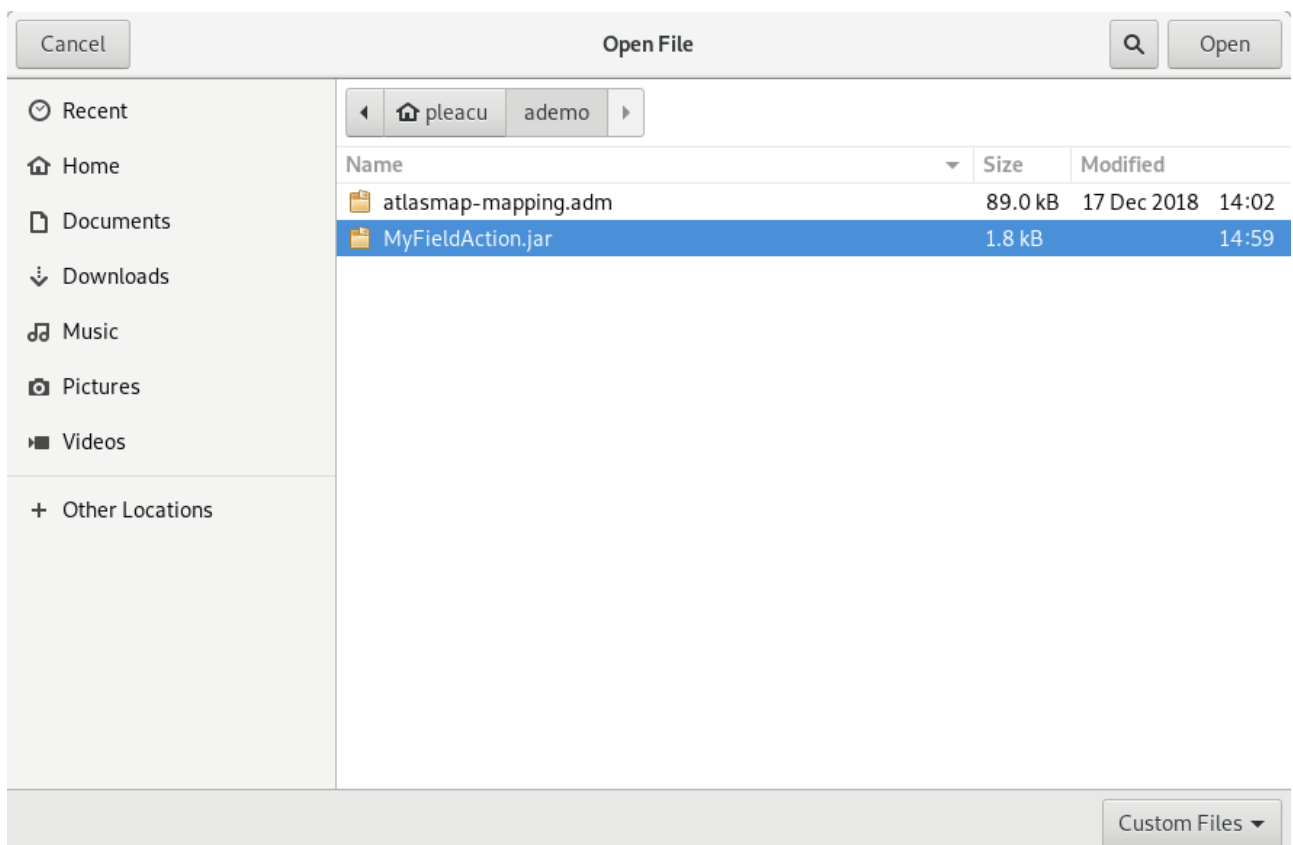 Cancel Open File Open
Recent
Home
Documents
Downloads
Music
Pictures
Videos
Other Locations
pleacu ademo
Name Size Modified
atlasmap-mapping.adm 89.0 kB 17 Dec 2018 14:02
MyFieldAction.jar 1.8 kB 14:59
Custom Files